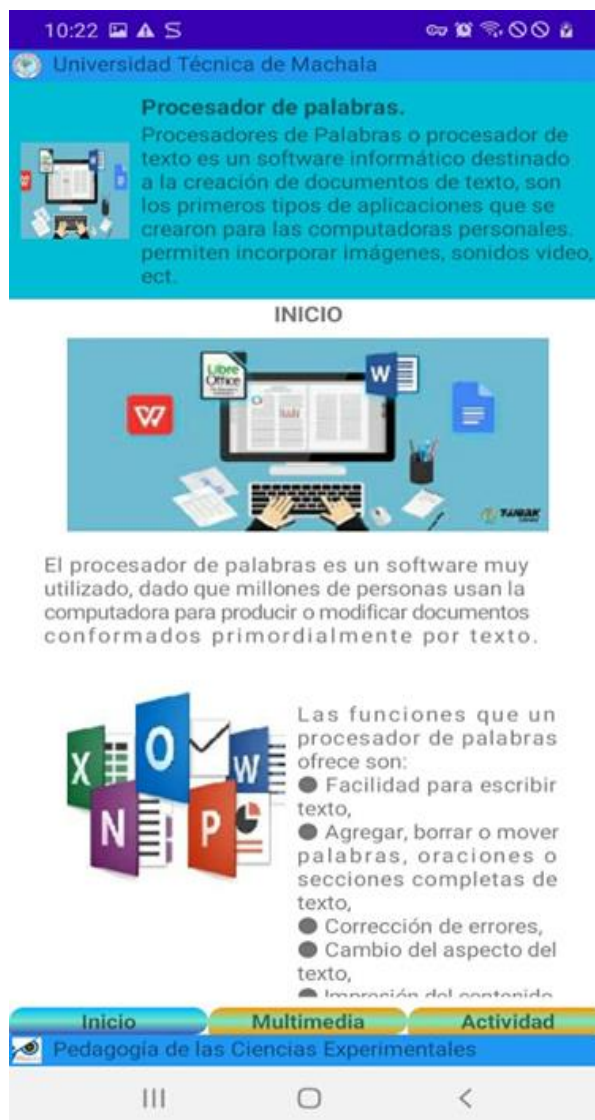 10:22
Universidad Técnica de Machala
Procesador de palabras.
Procesadores de Palabras o procesador de
texto es un software informático destinado
a la creación de documentos de texto, son
los primeros tipos de aplicaciones que se
crearon para las computadoras personales.
permiten incorporar imágenes, sonidos video,
ect.
INICIO
Libre
Office
W
W
El procesador de palabras es un software muy
utilizado, dado que millones de personas usan la
computadora para producir o modificar documentos
conformados primordialmente por texto.
X
O
W
N
P
Las funciones que un
procesador de palabras
ofrece son:
● Facilidad para escribir
texto,
● Agregar, borrar o mover
palabras, oraciones o
secciones completas de
texto,
● Corrección de errores,
● Cambio del aspecto del
texto,
● Impresión del contenido
Inicio Multimedia Actividad
Pedagogía de las Ciencias Experimentales